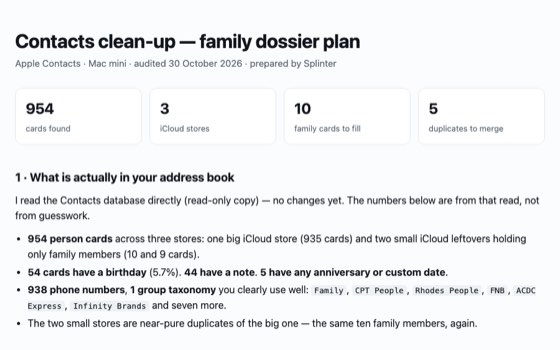 Contacts clean-up — family dossier plan
Apple Contacts · Mac mini · audited 30 October 2026 · prepared by Splinter
954
cards found
3
iCloud stores
10
family cards to fill
5
duplicates to merge
1 · What is actually in your address book
I read the Contacts database directly (read-only copy) — no changes yet. The numbers below are from that read, not
from guesswork.
• 954 person cards across three stores: one big iCloud store (935 cards) and two small iCloud leftovers holding
only family members (10 and 9 cards).
• 54 cards have a birthday (5.7%). 44 have a note. 5 have any anniversary or custom date.
• 938 phone numbers, 1 group taxonomy you clearly use well: Family, CPT People, Rhodes People, FNB, ACDC
Express, Infinity Brands and seven more.
• The two small stores are near-pure duplicates of the big one — the same ten family members, again.